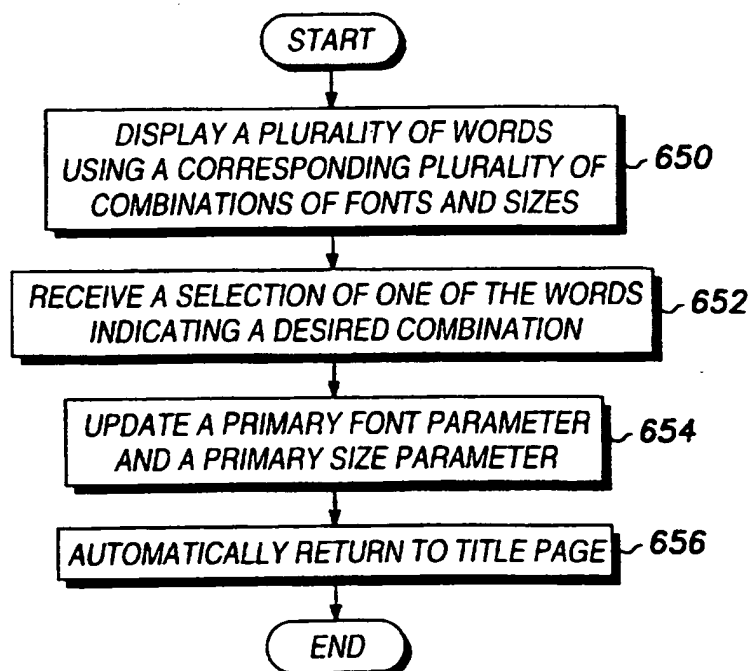 START
DISPLAY A PLURALITY OF WORDS
USING A CORRESPONDING PLURALITY OF
COMBINATIONS OF FONTS AND SIZES
650
RECEIVE A SELECTION OF ONE OF THE WORDS
INDICATING A DESIRED COMBINATION
652
UPDATE A PRIMARY FONT PARAMETER
AND A PRIMARY SIZE PARAMETER
654
AUTOMATICALLY RETURN TO TITLE PAGE
656
END